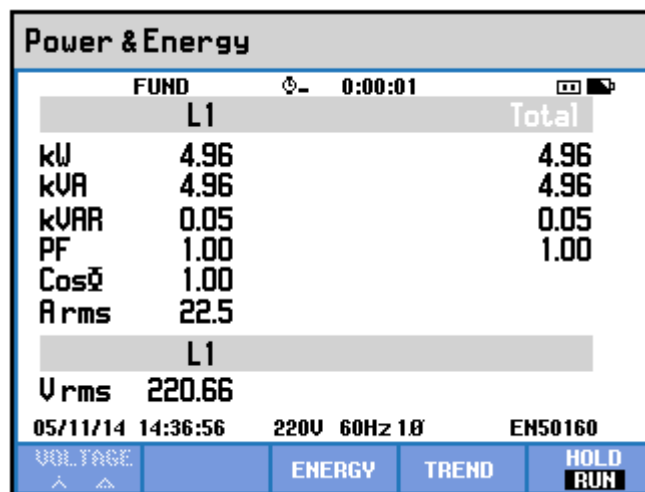 Power & Energy
FUND 0:00:01
L1 Total
kW 4.96 4.96
kVA 4.96 4.96
kVAR 0.05 0.05
PF 1.00 1.00
CosΦ 1.00
A rms 22.5
L1
V rms 220.66
05/11/14 14:36:56 220V 60Hz 1Ø EN50160
VOLTAGE ENERGY TREND HOLD
RUN